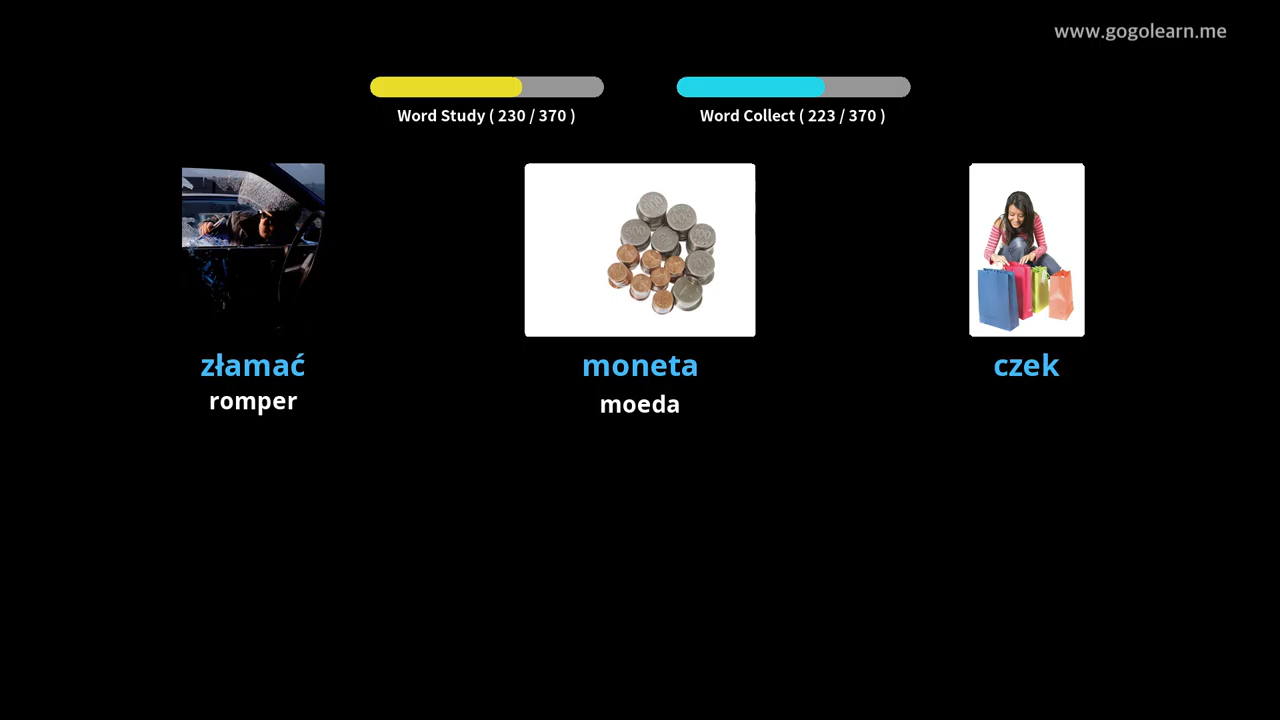 www.gogolearn.me
Word Study ( 230 / 370 )
Word Collect ( 223 / 370 )
złamać
moneta
czek
romper
moeda